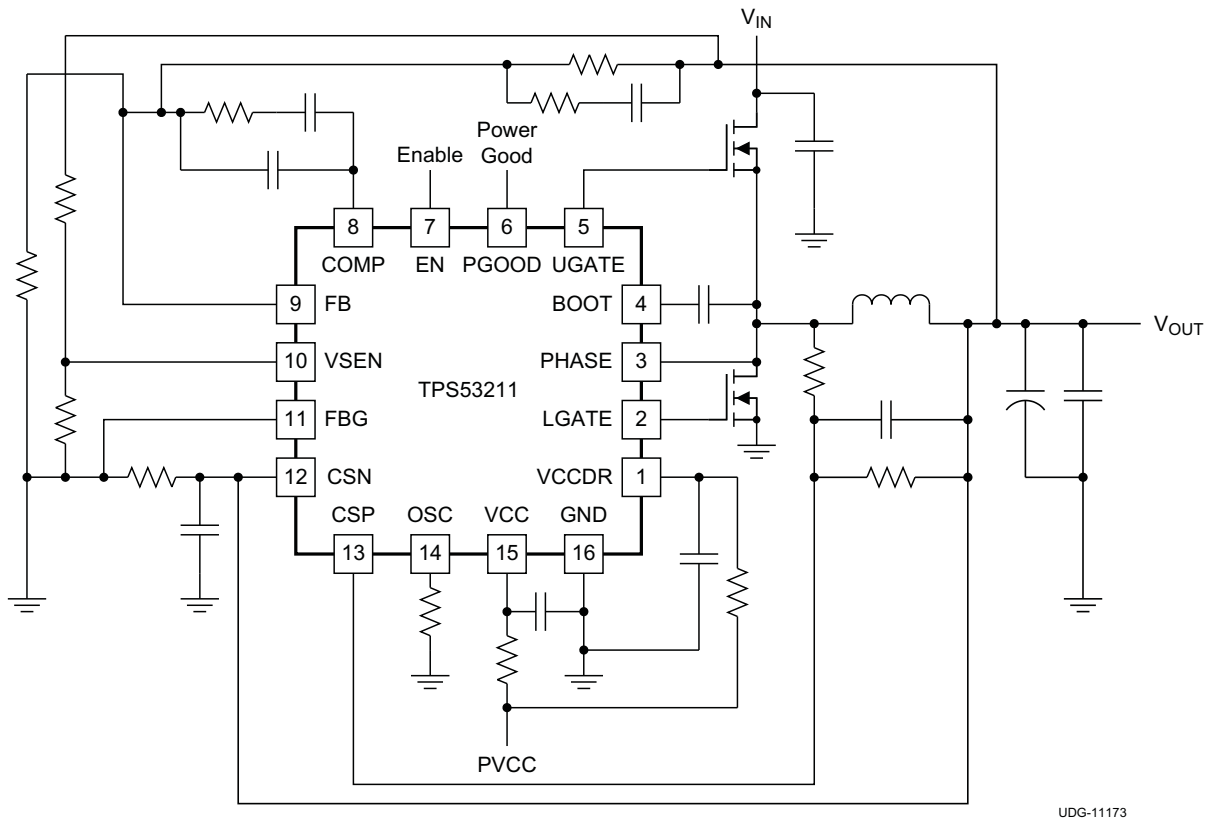 VIN
Power
Good
Enable
8
7
6
5
COMP
EN
PGOOD
UGATE
9
FB
BOOT
4
VOUT
10
VSEN
PHASE
3
TPS53211
11
FBG
LGATE
2
12
CSN
VCCDR
1
CSP
OSC
VCC
GND
13
14
15
16
PVCC
UDG-11173